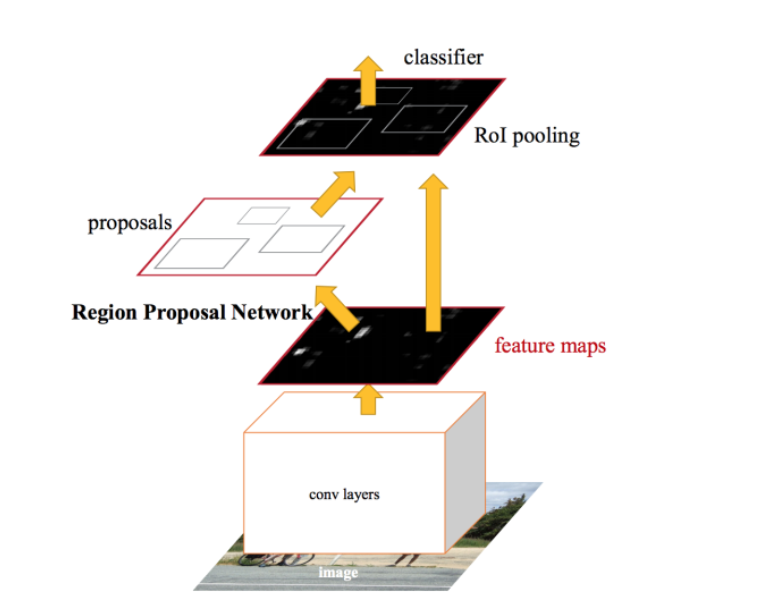 classifier
RoI pooling
proposals
Region Proposal Network
feature maps
conv layers
image